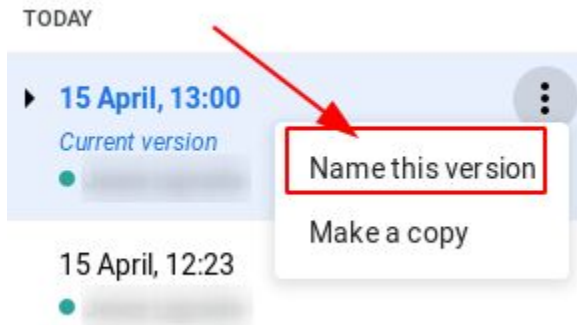 TODAY
15 April, 13:00
Current version
Name this version
Make a copy
15 April, 12:23